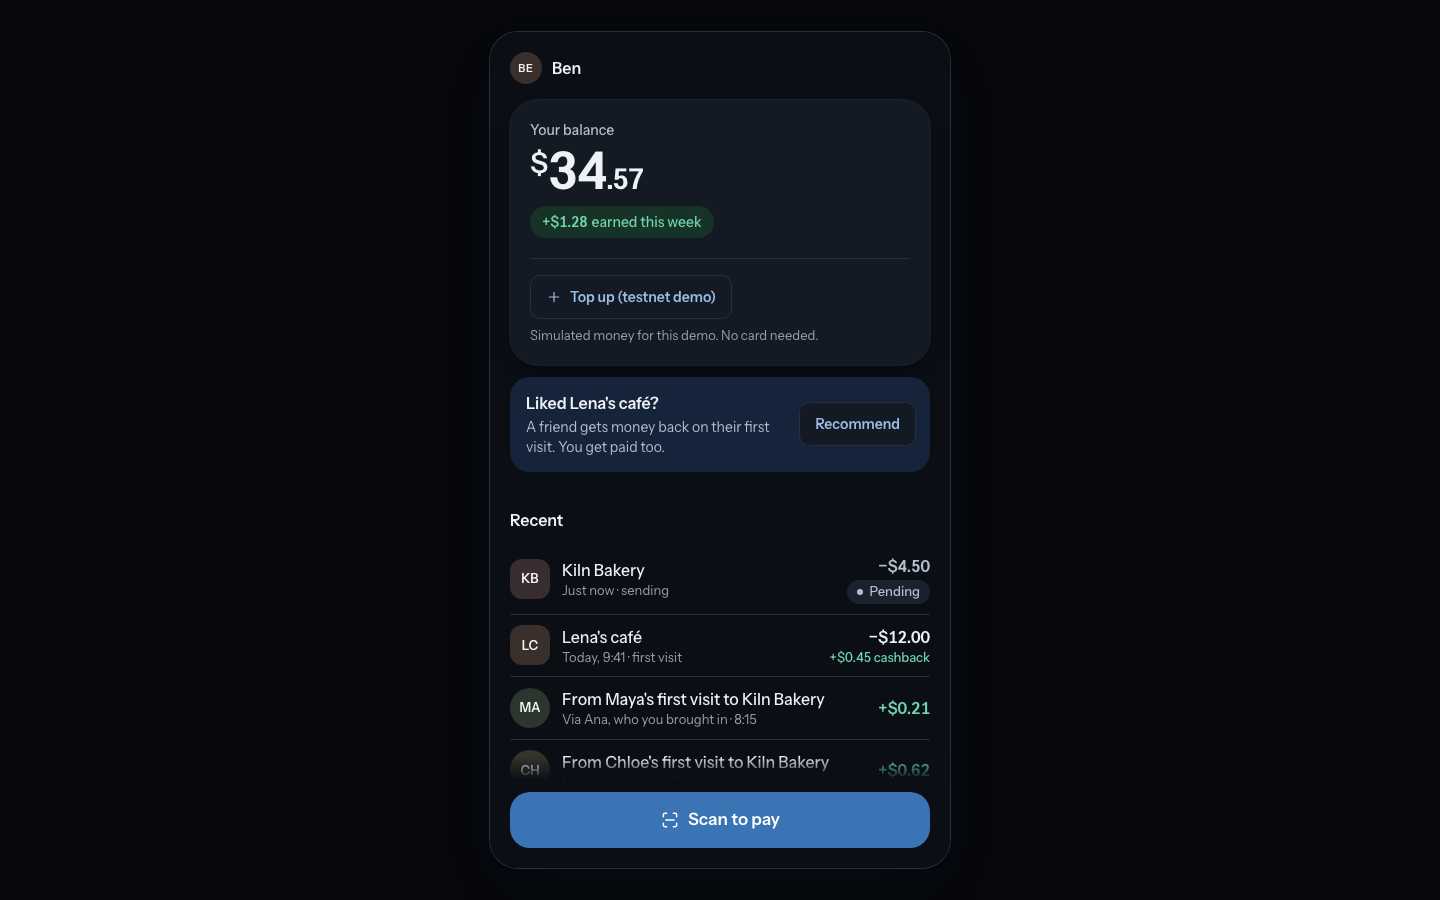 BE Ben
Your balance
$34.57
+$1.28 earned this week
Top up (testnet demo)
Simulated money for this demo. No card needed.
Liked Lena's café?
A friend gets money back on their first
visit. You get paid too.
Recommend
Recent
KB
Kiln Bakery
Just now · sending
−$4.50
Pending
LC
Lena's café
Today, 9:41 · first visit
−$12.00
+$0.45 cashback
MA
From Maya's first visit to Kiln Bakery
Via Ana, who you brought in · 8:15
+$0.21
CH
From Chloe's first visit to Kiln Bakery
+$0.62
Scan to pay